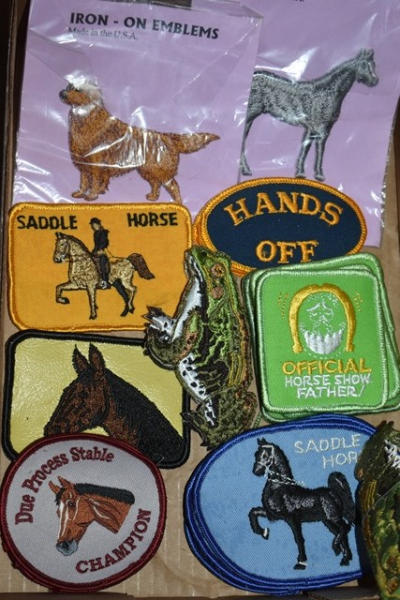 IRON - ON EMBLEMS
Made in the U.S.A.
SADDLE HORSE
HANDS
OFF
OFFICIAL
HORSE SHOW
FATHER
Due Process Stable
CHAMPION
SADDLE
HOR